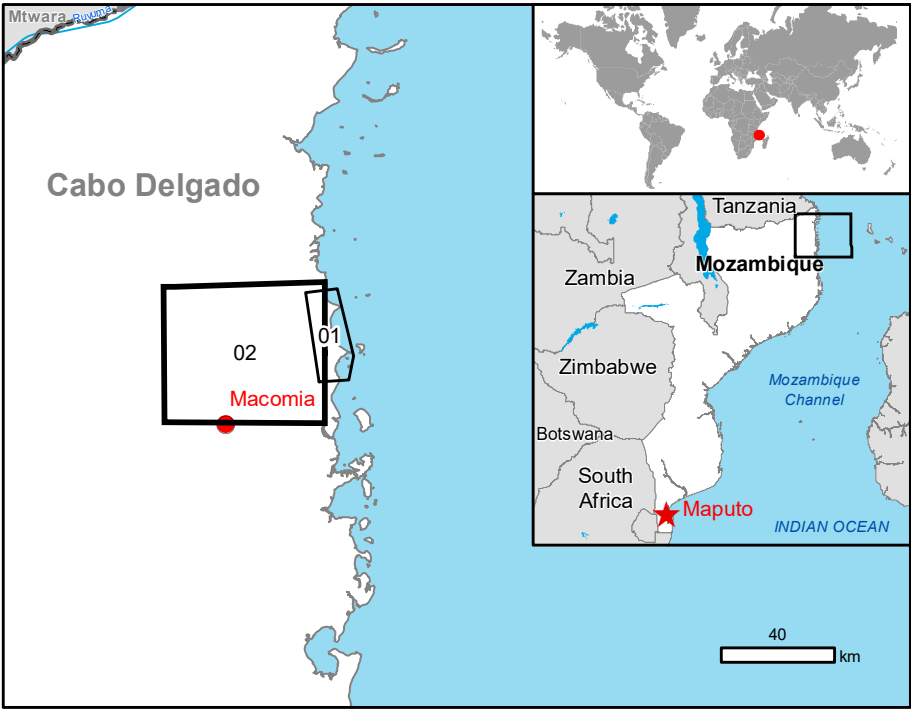 Mtwara
Ruvuma
Cabo Delgado
01
02
Macomia
Tanzania
Mozambique
Zambia
Zimbabwe
Mozambique
Channel
Botswana
South
Africa
Maputo
INDIAN OCEAN
40
km